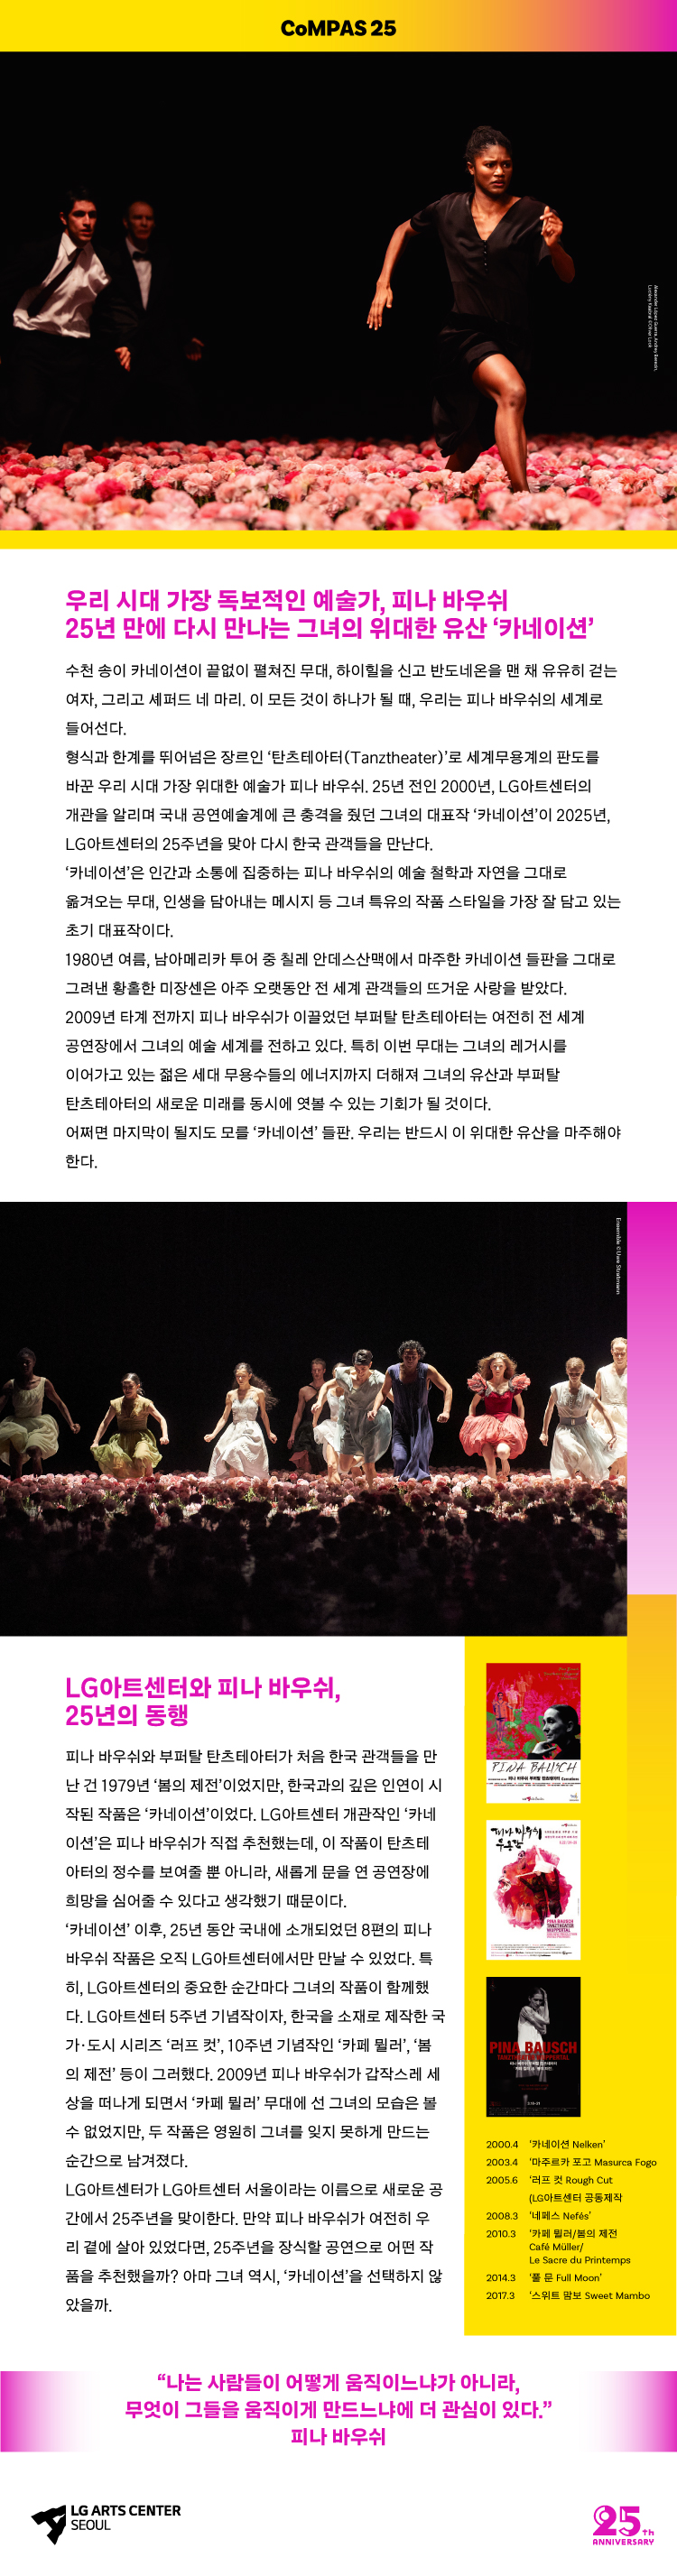 CoMPAS 25
우리 시대 가장 독보적인 예술가, 피나 바우쉬
25년 만에 다시 만나는 그녀의 위대한 유산 ‘카네이션’
수천 송이 카네이션이 끝없이 펼쳐진 무대, 하이힐을 신고 반도네온을 맨 채 유유히 걷는
여자, 그리고 셰퍼드 네 마리. 이 모든 것이 하나가 될 때, 우리는 피나 바우쉬의 세계로
들어선다.
형식과 한계를 뛰어넘은 장르인 ‘탄츠테아터(Tanztheater)’로 세계무용계의 판도를
바꾼 우리 시대 가장 위대한 예술가 피나 바우쉬. 25년 전인 2000년, LG아트센터의
개관을 알리며 국내 공연예술계에 큰 충격을 줬던 그녀의 대표작 ‘카네이션’이 2025년,
LG아트센터의 25주년을 맞아 다시 한국 관객들을 만난다.
‘카네이션’은 인간과 소통에 집중하는 피나 바우쉬의 예술 철학과 자연을 그대로
옮겨오는 무대, 인생을 담아내는 메시지 등 그녀 특유의 작품 스타일을 가장 잘 담고 있는
초기 대표작이다.
1980년 여름, 남아메리카 투어 중 칠레 안데스산맥에서 마주한 카네이션 들판을 그대로
그려낸 황홀한 미장센은 아주 오랫동안 전 세계 관객들의 뜨거운 사랑을 받았다.
2009년 타계 전까지 피나 바우쉬가 이끌었던 부퍼탈 탄츠테아터는 여전히 전 세계
공연장에서 그녀의 예술 세계를 전하고 있다. 특히 이번 무대는 그녀의 레거시를
이어가고 있는 젊은 세대 무용수들의 에너지까지 더해져 그녀의 유산과 부퍼탈
탄츠테아터의 새로운 미래를 동시에 엿볼 수 있는 기회가 될 것이다.
어쩌면 마지막이 될지도 모를 ‘카네이션’ 들판. 우리는 반드시 이 위대한 유산을 마주해야
한다.
Ensemble ©Uwe Stratmann
LG아트센터와 피나 바우쉬,
25년의 동행
피나 바우쉬와 부퍼탈 탄츠테아터가 처음 한국 관객들을 만
난 건 1979년 ‘봄의 제전’이었지만, 한국과의 깊은 인연이 시
작된 작품은 ‘카네이션’이었다. LG아트센터 개관작인 ‘카네
이션’은 피나 바우쉬가 직접 추천했는데, 이 작품이 탄츠테
아터의 정수를 보여줄 뿐 아니라, 새롭게 문을 연 공연장에
희망을 심어줄 수 있다고 생각했기 때문이다.
‘카네이션’ 이후, 25년 동안 국내에 소개되었던 8편의 피나
바우쉬 작품은 오직 LG아트센터에서만 만날 수 있었다. 특
히, LG아트센터의 중요한 순간마다 그녀의 작품이 함께했
다. LG아트센터 5주년 기념작이자, 한국을 소재로 제작한 국
가·도시 시리즈 ‘러프 컷’, 10주년 기념작인 ‘카페 뮐러’, ‘봄
의 제전’ 등이 그러했다. 2009년 피나 바우쉬가 갑작스레 세
상을 떠나게 되면서 ‘카페 뮐러’ 무대에 선 그녀의 모습은 볼
수 없었지만, 두 작품은 영원히 그녀를 잊지 못하게 만드는
순간으로 남겨졌다.
LG아트센터가 LG아트센터 서울이라는 이름으로 새로운 공
간에서 25주년을 맞이한다. 만약 피나 바우쉬가 여전히 우
리 곁에 살아 있었다면, 25주년을 장식할 공연으로 어떤 작
품을 추천했을까? 아마 그녀 역시, ‘카네이션’을 선택하지 않
았을까.
PINA BAUSCH
피나 바우쉬
무용단
PINA BAUSCH
TANZTHEATER
WUPPERTAL
PINA BAUSCH
TANZTHEATER WUPPERTAL
2000.4 ‘카네이션 Nelken’
2003.4 ‘마주르카 포고 Masurca Fogo
2005.6 ‘러프 컷 Rough Cut
(LG아트센터 공동제작
2008.3 ‘네페스 Nefés’
2010.3 ‘카페 뮐러/봄의 제전
Café Müller/
Le Sacre du Printemps
2014.3 ‘풀 문 Full Moon’
2017.3 ‘스위트 맘보 Sweet Mambo
“나는 사람들이 어떻게 움직이느냐가 아니라,
무엇이 그들을 움직이게 만드느냐에 더 관심이 있다.”
피나 바우쉬
LG ARTS CENTER
SEOUL
25th
ANNIVERSARY